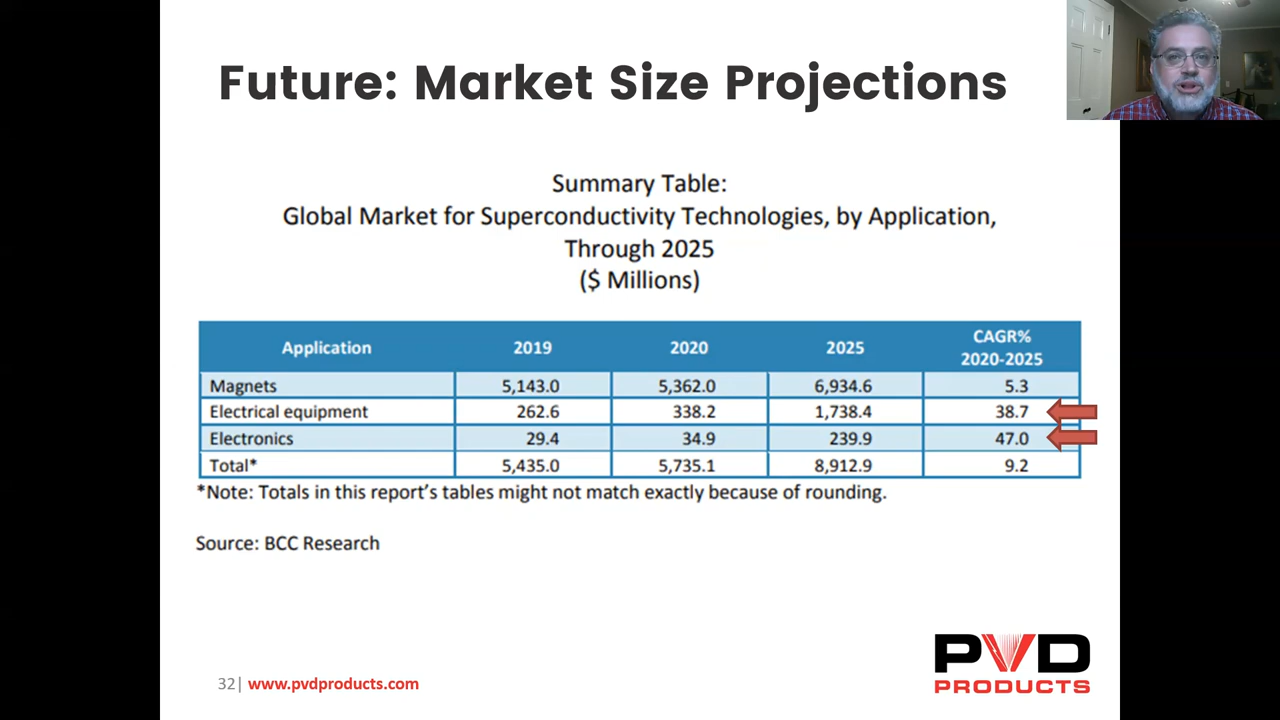 Future: Market Size Projections
Summary Table:
Global Market for Superconductivity Technologies, by Application,
Through 2025
($ Millions)
Application 2019 2020 2025 CAGR% 2020-2025
Magnets 5,143.0 5,362.0 6,934.6 5.3
Electrical equipment 262.6 338.2 1,738.4 38.7
Electronics 29.4 34.9 239.9 47.0
Total* 5,435.0 5,735.1 8,912.9 9.2
*Note: Totals in this report's tables might not match exactly because of rounding.
Source: BCC Research
PVD
PRODUCTS
32| www.pvdproducts.com